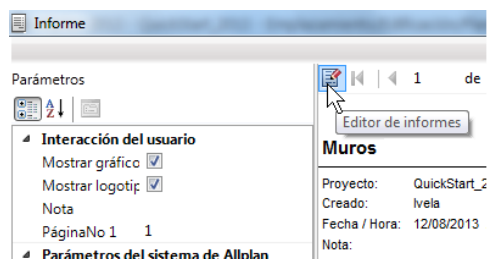 Informe
Parámetros
1 de
Editor de informes
Interacción del usuario
Mostrar gráfico
Mostrar logotip
Nota
PáginaNo 1 1
Parámetros del sistema de Allplan
Muros
Proyecto: QuickStart_2
Creado: lvela
Fecha / Hora: 12/08/2013
Nota: